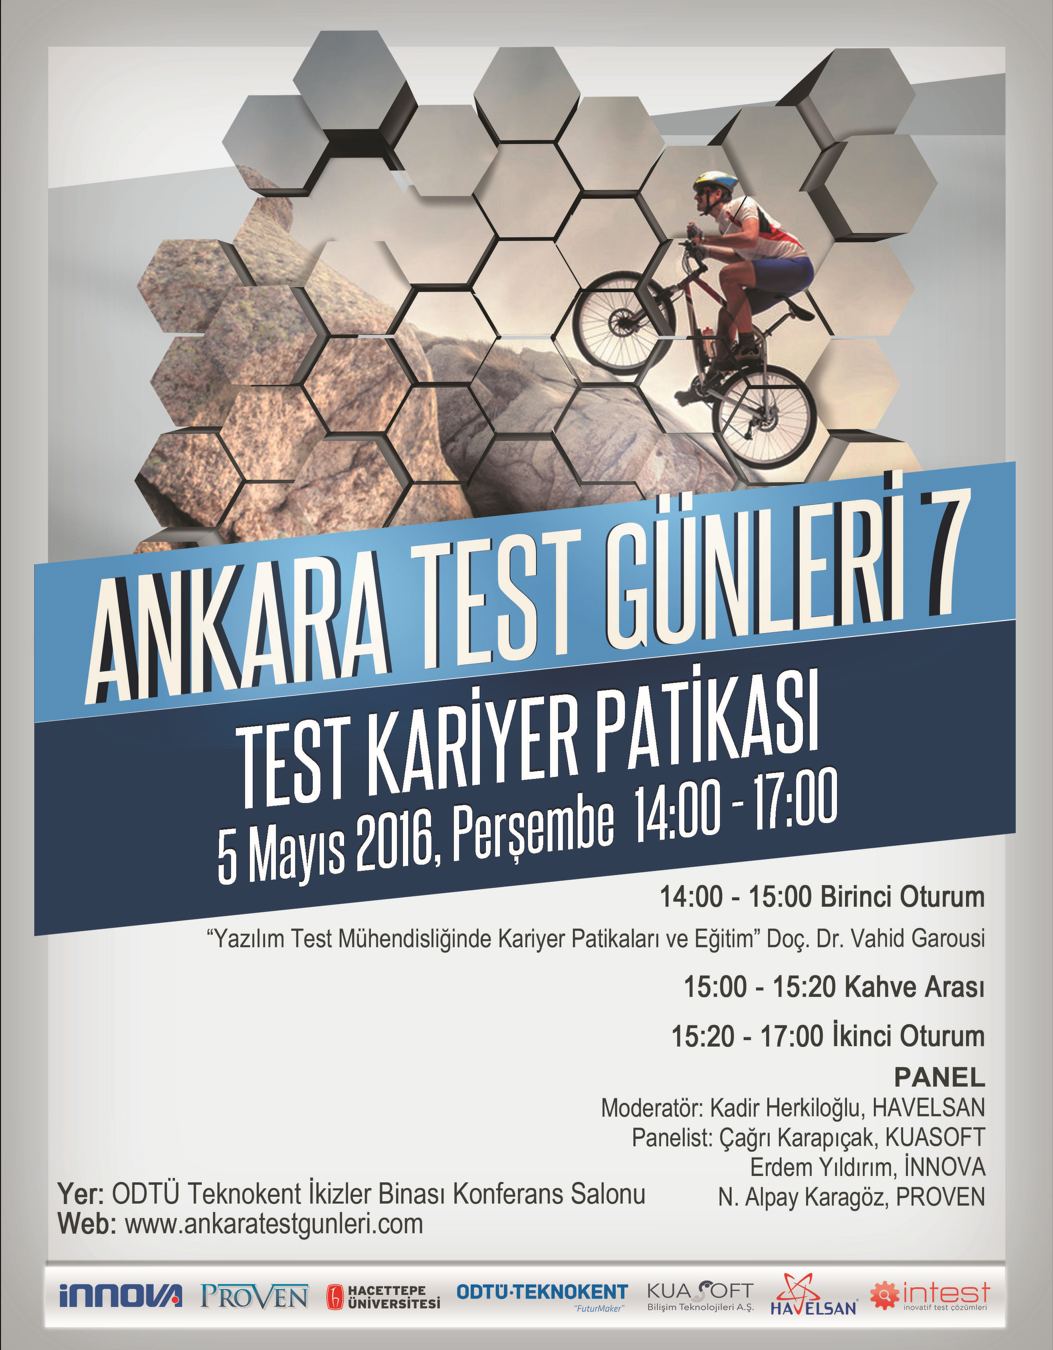 ANKARA TEST GÜNLERİ 7
TEST KARİYER PATİKASI
5 Mayıs 2016, Perşembe 14:00 - 17:00
14:00 - 15:00 Birinci Oturum
“Yazılım Test Mühendisliğinde Kariyer Patikaları ve Eğitim” Doç. Dr. Vahid Garousi
15:00 - 15:20 Kahve Arası
15:20 - 17:00 İkinci Oturum
PANEL
Moderatör: Kadir Herkiloğlu, HAVELSAN
Panelist: Çağrı Karapıçak, KUASOFT
Erdem Yıldırım, İNNOVA
N. Alpay Karagöz, PROVEN
Yer: ODTÜ Teknokent İkizler Binası Konferans Salonu
Web: www.ankaratestgunleri.com
innovA
PROVEN
HACETTEPE
ÜNİVERSİTESİ
ODTÜ-TEKNOKENT
"FuturMaker"
KUASOFT
Bilişim Teknolojileri A.Ş.
HAVELSAN
intest
inovatif test çözümleri